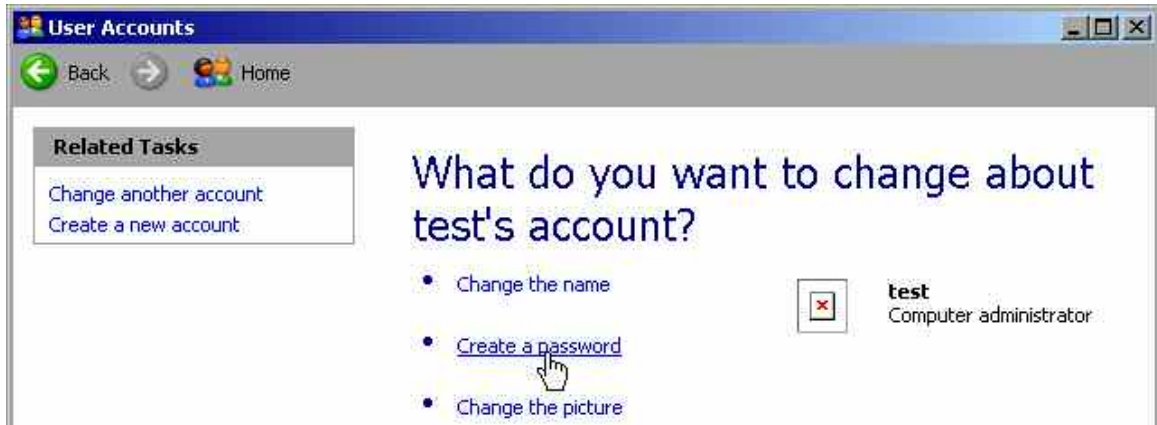 User Accounts
Back
Home
Related Tasks
Change another account
Create a new account
What do you want to change about
test's account?
Change the name
Create a password
Change the picture
test
Computer administrator